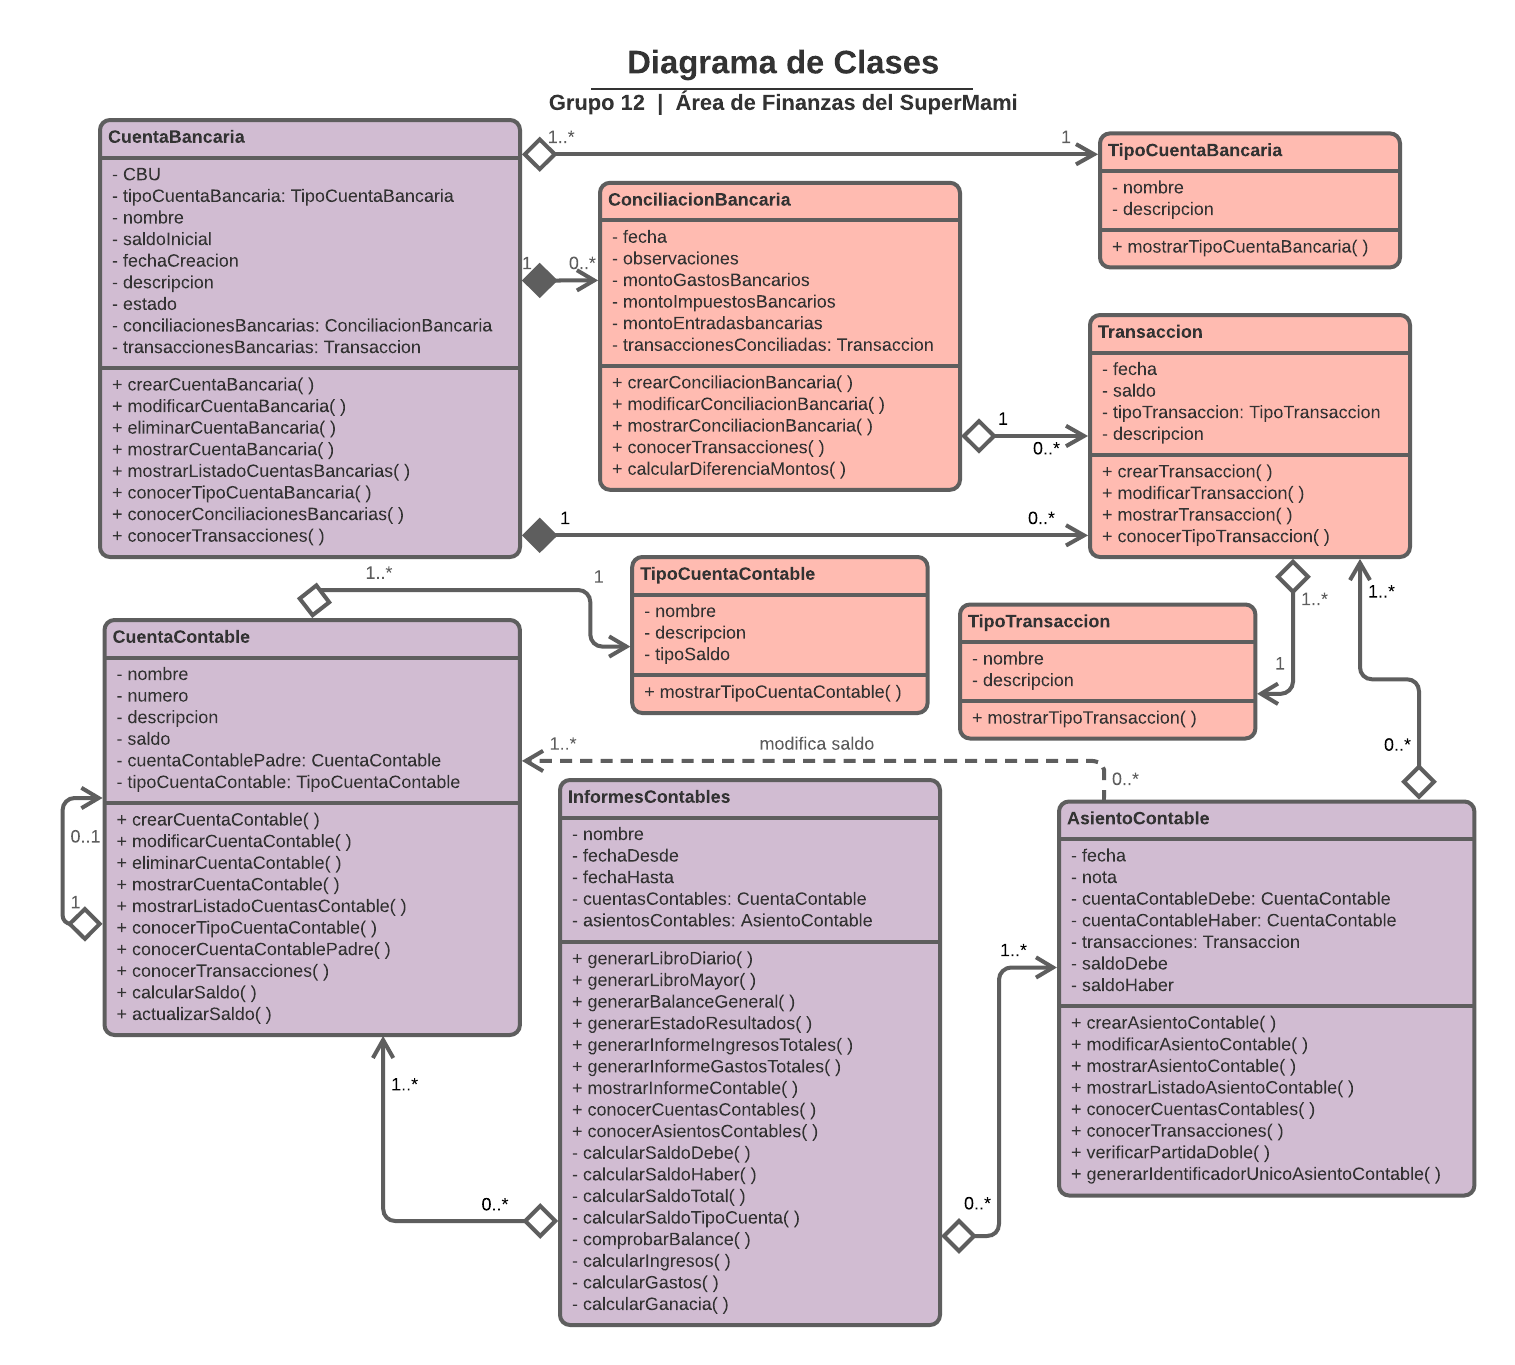 Diagrama de Clases
Grupo 12 | Área de Finanzas del SuperMami
CuentaBancaria
- CBU
- tipoCuentaBancaria: TipoCuentaBancaria
- nombre
- saldoInicial
- fechaCreacion
- descripcion
- estado
- conciliacionesBancarias: ConciliacionBancaria
- transaccionesBancarias: Transaccion
+ crearCuentaBancaria( )
+ modificarCuentaBancaria( )
+ eliminarCuentaBancaria( )
+ mostrarCuentaBancaria( )
+ mostrarListadoCuentasBancarias( )
+ conocerTipoCuentaBancaria( )
+ conocerConciliacionesBancarias( )
+ conocerTransacciones( )
1..*
1
1
0..*
1
0..*
TipoCuentaBancaria
- nombre
- descripcion
+ mostrarTipoCuentaBancaria( )
ConciliacionBancaria
- fecha
- observaciones
- montoGastosBancarios
- montoImpuestosBancarios
- montoEntradasbancarias
- transaccionesConciliadas: Transaccion
+ crearConciliacionBancaria( )
+ modificarConciliacionBancaria( )
+ mostrarConciliacionBancaria( )
+ conocerTransacciones( )
+ calcularDiferenciaMontos( )
1
0..*
Transaccion
- fecha
- saldo
- tipoTransaccion: TipoTransaccion
- descripcion
+ crearTransaccion( )
+ modificarTransaccion( )
+ mostrarTransaccion( )
+ conocerTipoTransaccion( )
1..*
1
1..*
0..*
1..*
1
TipoCuentaContable
- nombre
- descripcion
- tipoSaldo
+ mostrarTipoCuentaContable( )
TipoTransaccion
- nombre
- descripcion
+ mostrarTipoTransaccion( )
CuentaContable
- nombre
- numero
- descripcion
- saldo
- cuentaContablePadre: CuentaContable
- tipoCuentaContable: TipoCuentaContable
+ crearCuentaContable( )
+ modificarCuentaContable( )
+ eliminarCuentaContable( )
+ mostrarCuentaContable( )
+ mostrarListadoCuentasContable( )
+ conocerTipoCuentaContable( )
+ conocerCuentaContablePadre( )
+ conocerTransacciones( )
+ calcularSaldo( )
+ actualizarSaldo( )
0..1
1
1..*
modifica saldo
0..*
InformesContables
- nombre
- fechaDesde
- fechaHasta
- cuentasContables: CuentaContable
- asientosContables: AsientoContable
+ generarLibroDiario( )
+ generarLibroMayor( )
+ generarBalanceGeneral( )
+ generarEstadoResultados( )
+ generarInformeIngresosTotales( )
+ generarInformeGastosTotales( )
+ mostrarInformeContable( )
+ conocerCuentasContables( )
+ conocerAsientosContables( )
- calcularSaldoDebe( )
- calcularSaldoHaber( )
- calcularSaldoTotal( )
- calcularSaldoTipoCuenta( )
- comprobarBalance( )
- calcularIngresos( )
- calcularGastos( )
- calcularGanacia( )
1..*
0..*
1..*
0..*
AsientoContable
- fecha
- nota
- cuentaContableDebe: CuentaContable
- cuentaContableHaber: CuentaContable
- transacciones: Transaccion
- saldoDebe
- saldoHaber
+ crearAsientoContable( )
+ modificarAsientoContable( )
+ mostrarAsientoContable( )
+ mostrarListadoAsientoContable( )
+ conocerCuentasContables( )
+ conocerTransacciones( )
+ verificarPartidaDoble( )
+ generarIdentificadorUnicoAsientoContable( )